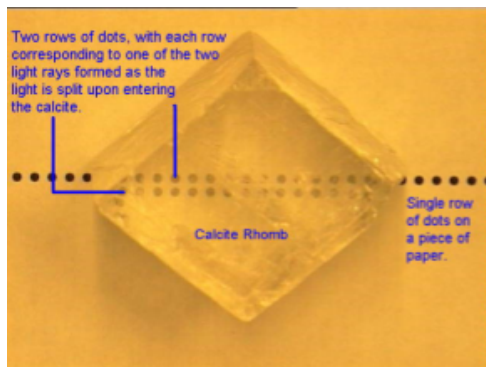 Two rows of dots, with each row
corresponding to one of the two
light rays formed as the
light is split upon entering
the calcite.
Calcite Rhomb
Single row
of dots on
a piece of
paper.